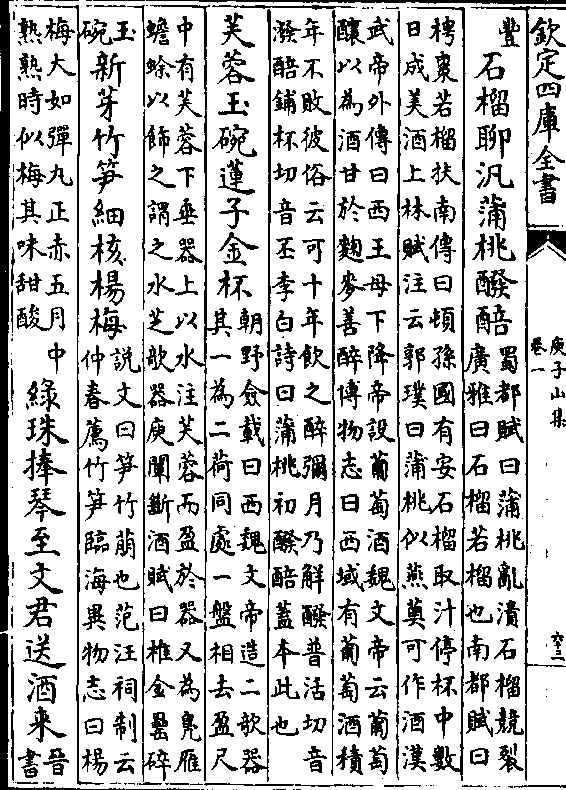 欽定四庫全書
庾子山集
卷一
豐
石榴聊汎蒲桃醱醅
蜀都賦曰蒲桃亂潰石榴競裂
廣雅曰石榴若榴也南都賦曰
梬棗若榴扶南傳曰頓孫國有安石榴取汁停杯中數
日成美酒上林賦注云郭璞曰蒲桃似燕薁可作酒漢
武帝外傳曰西王母下降帝設葡萄酒魏文帝云葡萄
釀以為酒甘於麴麥善醉博物志曰西域有葡萄酒積
年不敗彼俗云可十年飲之醉彌月乃解醱普活切音
潑醅鋪杯切音丕李白詩曰蒲桃初醱醅蓋本此也
芙蓉玉碗蓮子金杯
朝野僉載曰西魏文帝造二欹器
其一為二荷同處一盤相去盈尺
中有芙蓉下垂器上以水注芙蓉而盈於器又為鳧雁
蟾蜍以飾之謂之水芝欹器庾闡斷酒賦曰椎金罍碎
玉
碗
新芽竹笋細核楊梅
說文曰笋竹萌也范汪祠制云
仲春薦竹笋臨海異物志曰楊
梅大如彈丸正赤五月中
熟熟時似梅其味甜酸
綠珠捧琴至文君送酒來
晉
書